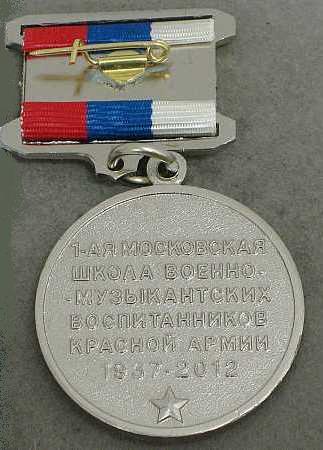 1-АЯ МОСКОВСКАЯ
ШКОЛА ВОЕННО-
-МУЗЫКАНТСКИХ
ВОСПИТАННИКОВ
КРАСНОЙ АРМИИ
1937-2012